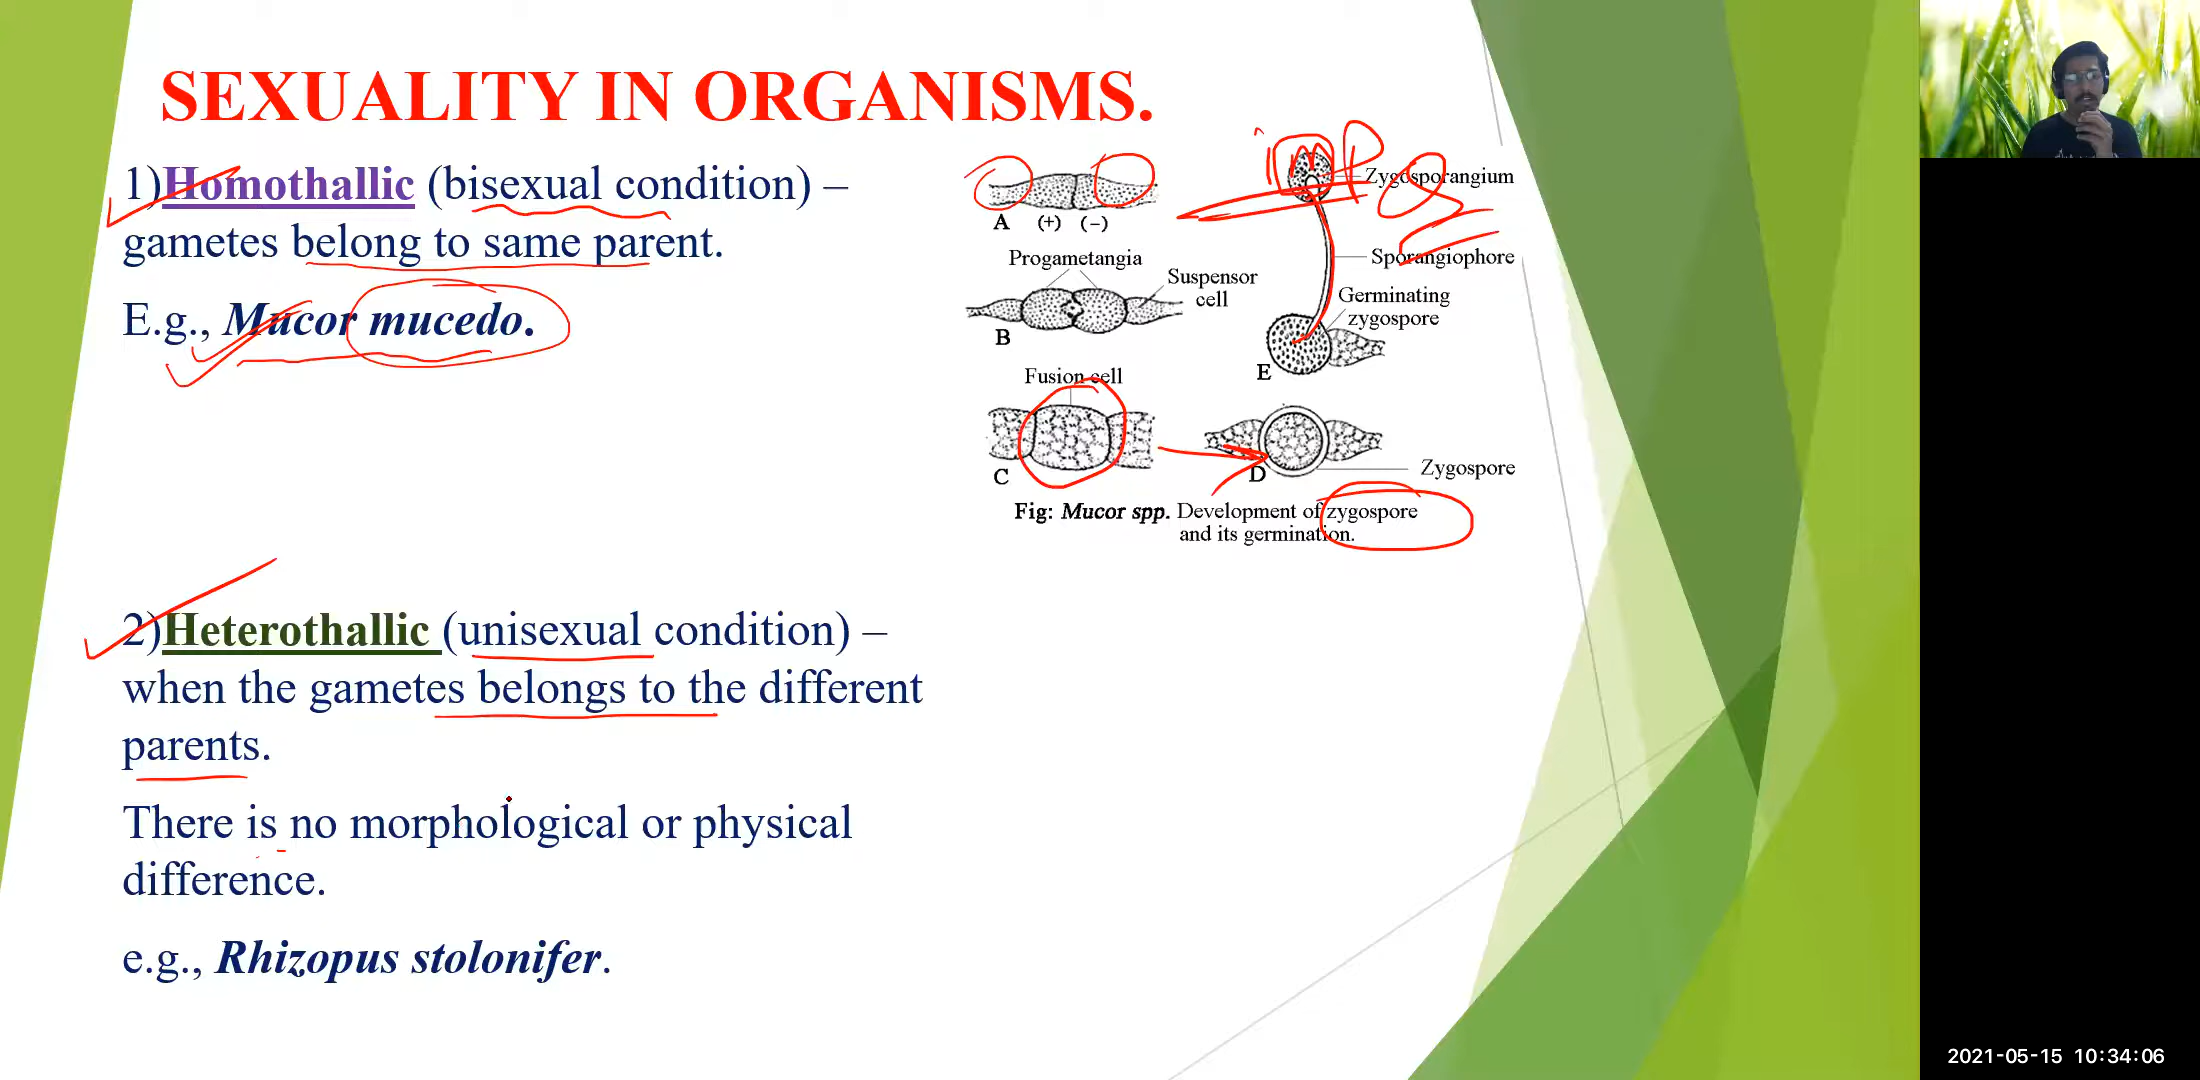 SEXUALITY IN ORGANISMS.
1)Homothallic (bisexual condition) –
gametes belong to same parent.
E.g., Mucor mucedo.
2)Heterothallic (unisexual condition) –
when the gametes belongs to the different
parents.
There is no morphological or physical
difference.
e.g., Rhizopus stolonifer.
A (+) (−)
Progametangia
Suspensor
cell
B
Fusion cell
C
imp
Zygosporangium
Sporangiophore
Germinating
zygospore
E
D
Zygospore
Fig: Mucor spp. Development of zygospore
and its germination.
2021-05-15 10:34:06